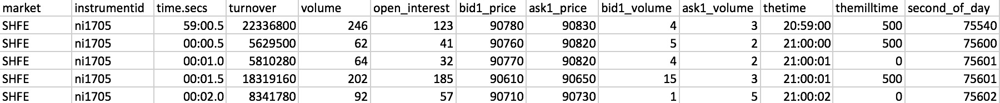 market instrumentid time.secs turnover volume open_interest bid1_price ask1_price bid1_volume ask1_volume thetime themilltime second_of_day
SHFE ni1705 59:00.5 22336800 246 123 90780 90830 4 3 20:59:00 500 75540
SHFE ni1705 00:00.5 5629500 62 41 90760 90820 5 2 21:00:00 500 75600
SHFE ni1705 00:01.0 5810280 64 32 90770 90820 4 2 21:00:01 0 75601
SHFE ni1705 00:01.5 18319160 202 185 90610 90650 15 3 21:00:01 500 75601
SHFE ni1705 00:02.0 8341780 92 57 90710 90730 1 5 21:00:02 0 75602